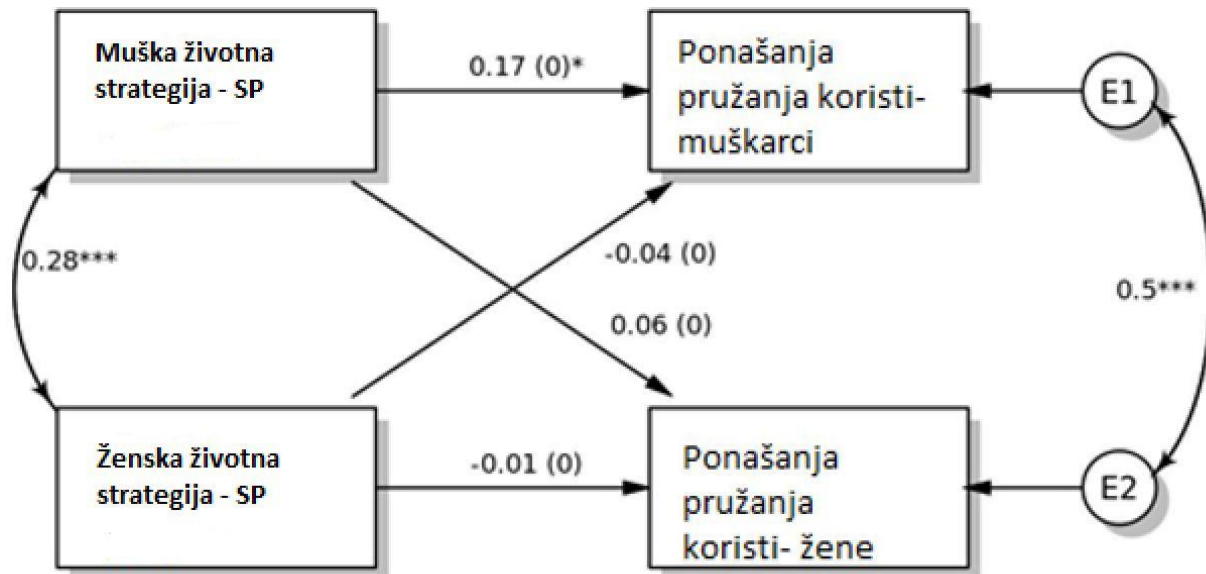 Muška životna
strategija - SP
0.17 (0)*
Ponašanja
pružanja koristi-
muškarci
E1
0.28***
-0.04 (0)
0.06 (0)
0.5***
Ženska životna
strategija - SP
-0.01 (0)
Ponašanja
pružanja
koristi- žene
E2